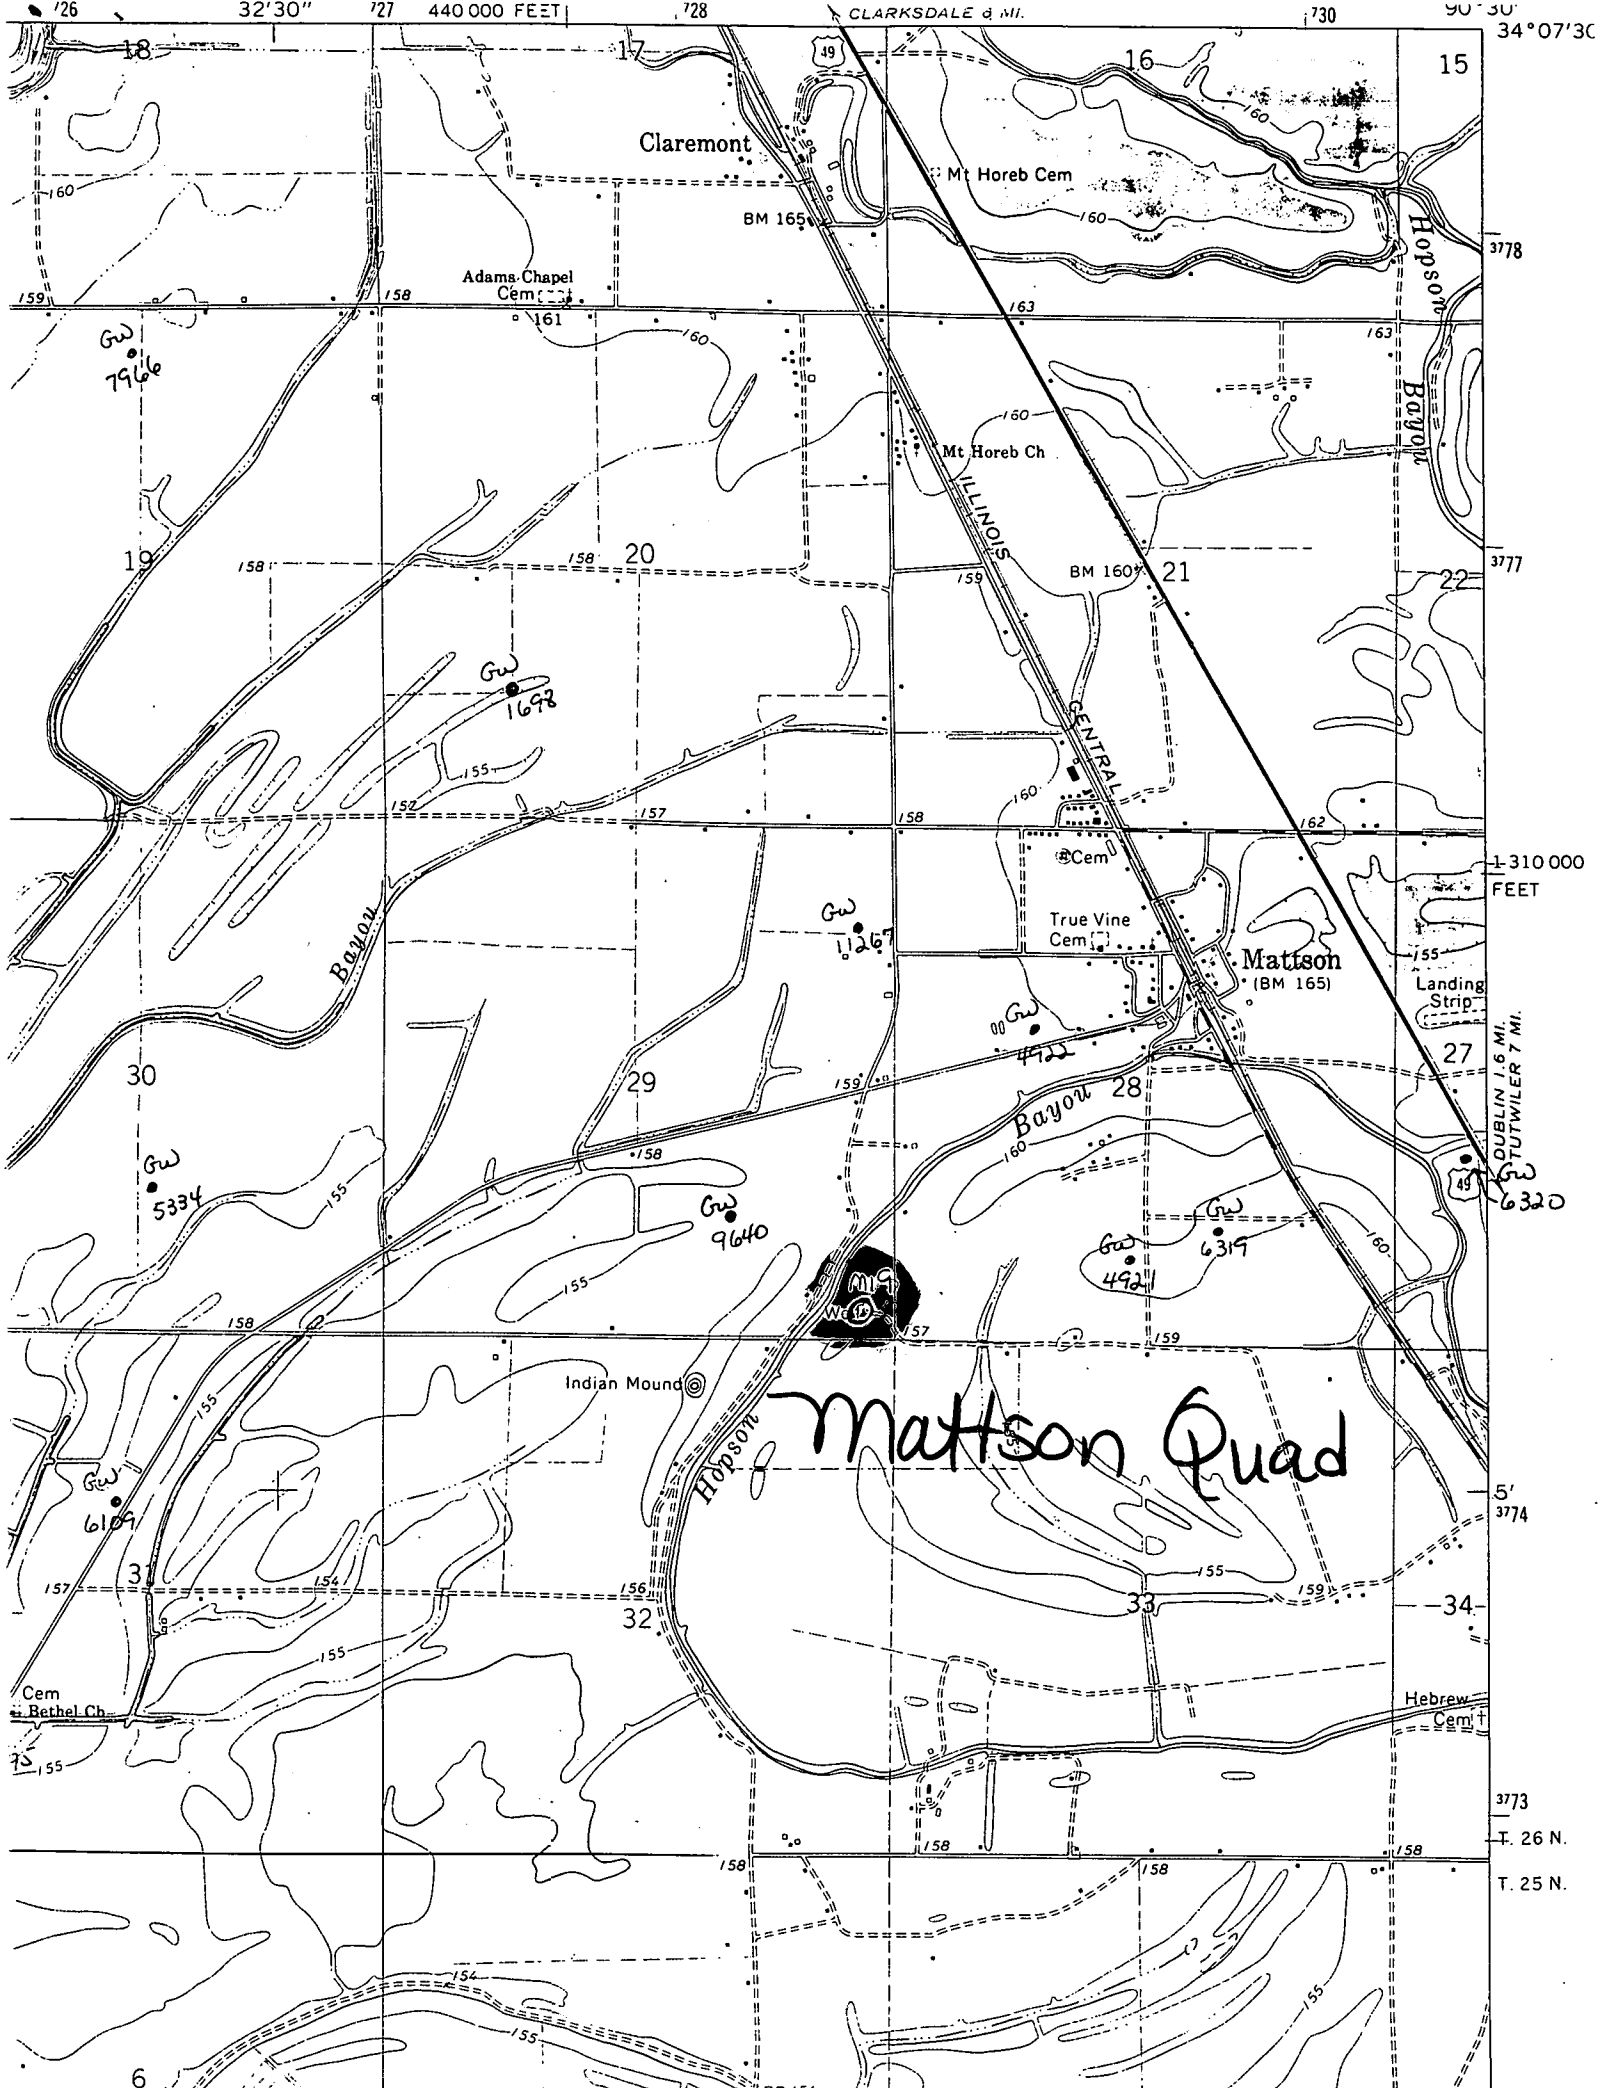 726 32'30" 727 440 000 FEET 728 CLARKSDALE 8 MI. 730 90°30'
34°07'30
18 17 49 16 15
160
Claremont
Mt Horeb Cem
160
160
BM 165
Hopson
3778
Adams Chapel
Cem
159 158 161 163
GW
7966
160 163
160
Bayou
Mt Horeb Ch
ILLINOIS
19 158 158 20 159 BM 160 21 22 3777
GW
1698
CENTRAL
155
160
152 157 158 162
Cem
1 310 000
FEET
Bayou
GW
11267
True Vine
Cem
155
Mattson
(BM 165)
Landing
Strip
GW
4922
DUBLIN 1.6 MI.
TUTWILER 7 MI.
30 29 159 28 27
Bayou
160
158
GW
5334
155
GW
9640
GW
6319
49
GW
6320
GW
4921
160
155
M19
158 157 159
Indian Mound
155
Mattson Quad
Hopson
GW
6109
5'
3774
31 157 154 156 155 159
32 33 34
155
Cem
Bethel Ch
Hebrew
Cem
155
3773
158 158 T. 26 N.
158 158
T. 25 N.
154
155
155
6